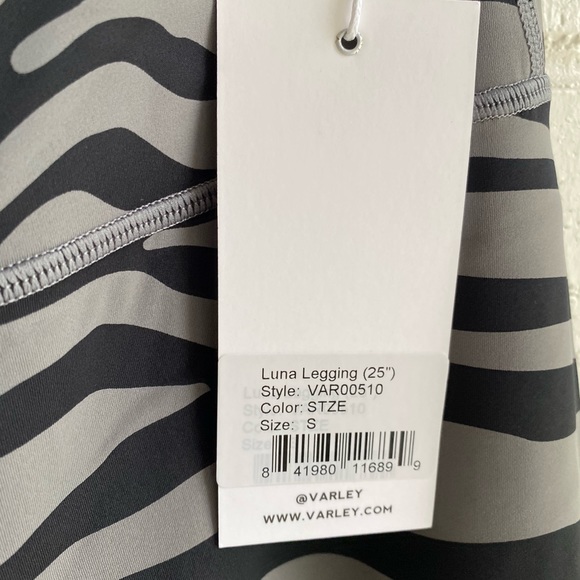 Luna Legging (25")
Style: VAR00510
Color: STZE
Size: S
8 41980 11689 9
@VARLEY
WWW.VARLEY.COM